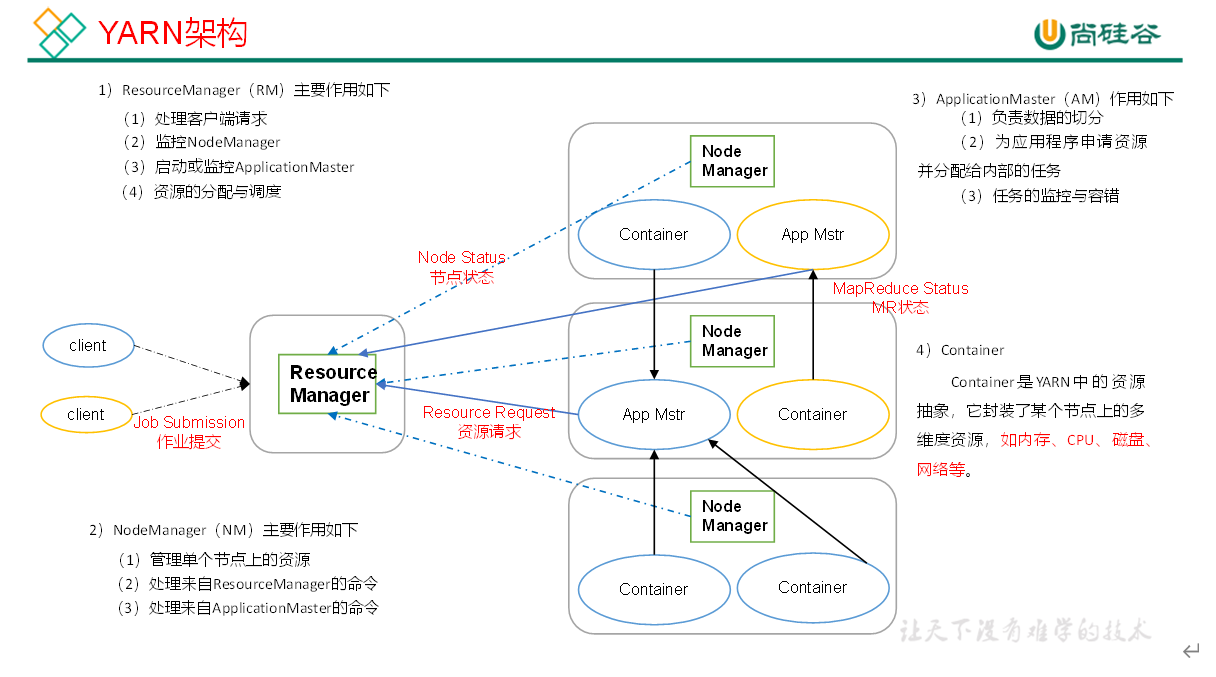 YARN架构
尚硅谷
1）ResourceManager（RM）主要作用如下
（1）处理客户端请求
（2）监控NodeManager
（3）启动或监控ApplicationMaster
（4）资源的分配与调度
3）ApplicationMaster（AM）作用如下
（1）负责数据的切分
（2）为应用程序申请资源
并分配给内部的任务
（3）任务的监控与容错
Node
Manager
Container
App Mstr
Node Status
节点状态
MapReduce Status
MR状态
client
client
Job Submission
作业提交
Resource
Manager
Resource Request
资源请求
Node
Manager
App Mstr
Container
4）Container
Container是YARN中的资源
抽象，它封装了某个节点上的多
维度资源，如内存、CPU、磁盘、
网络等。
Node
Manager
Container
Container
2）NodeManager（NM）主要作用如下
（1）管理单个节点上的资源
（2）处理来自ResourceManager的命令
（3）处理来自ApplicationMaster的命令
让天下没有难学的技术